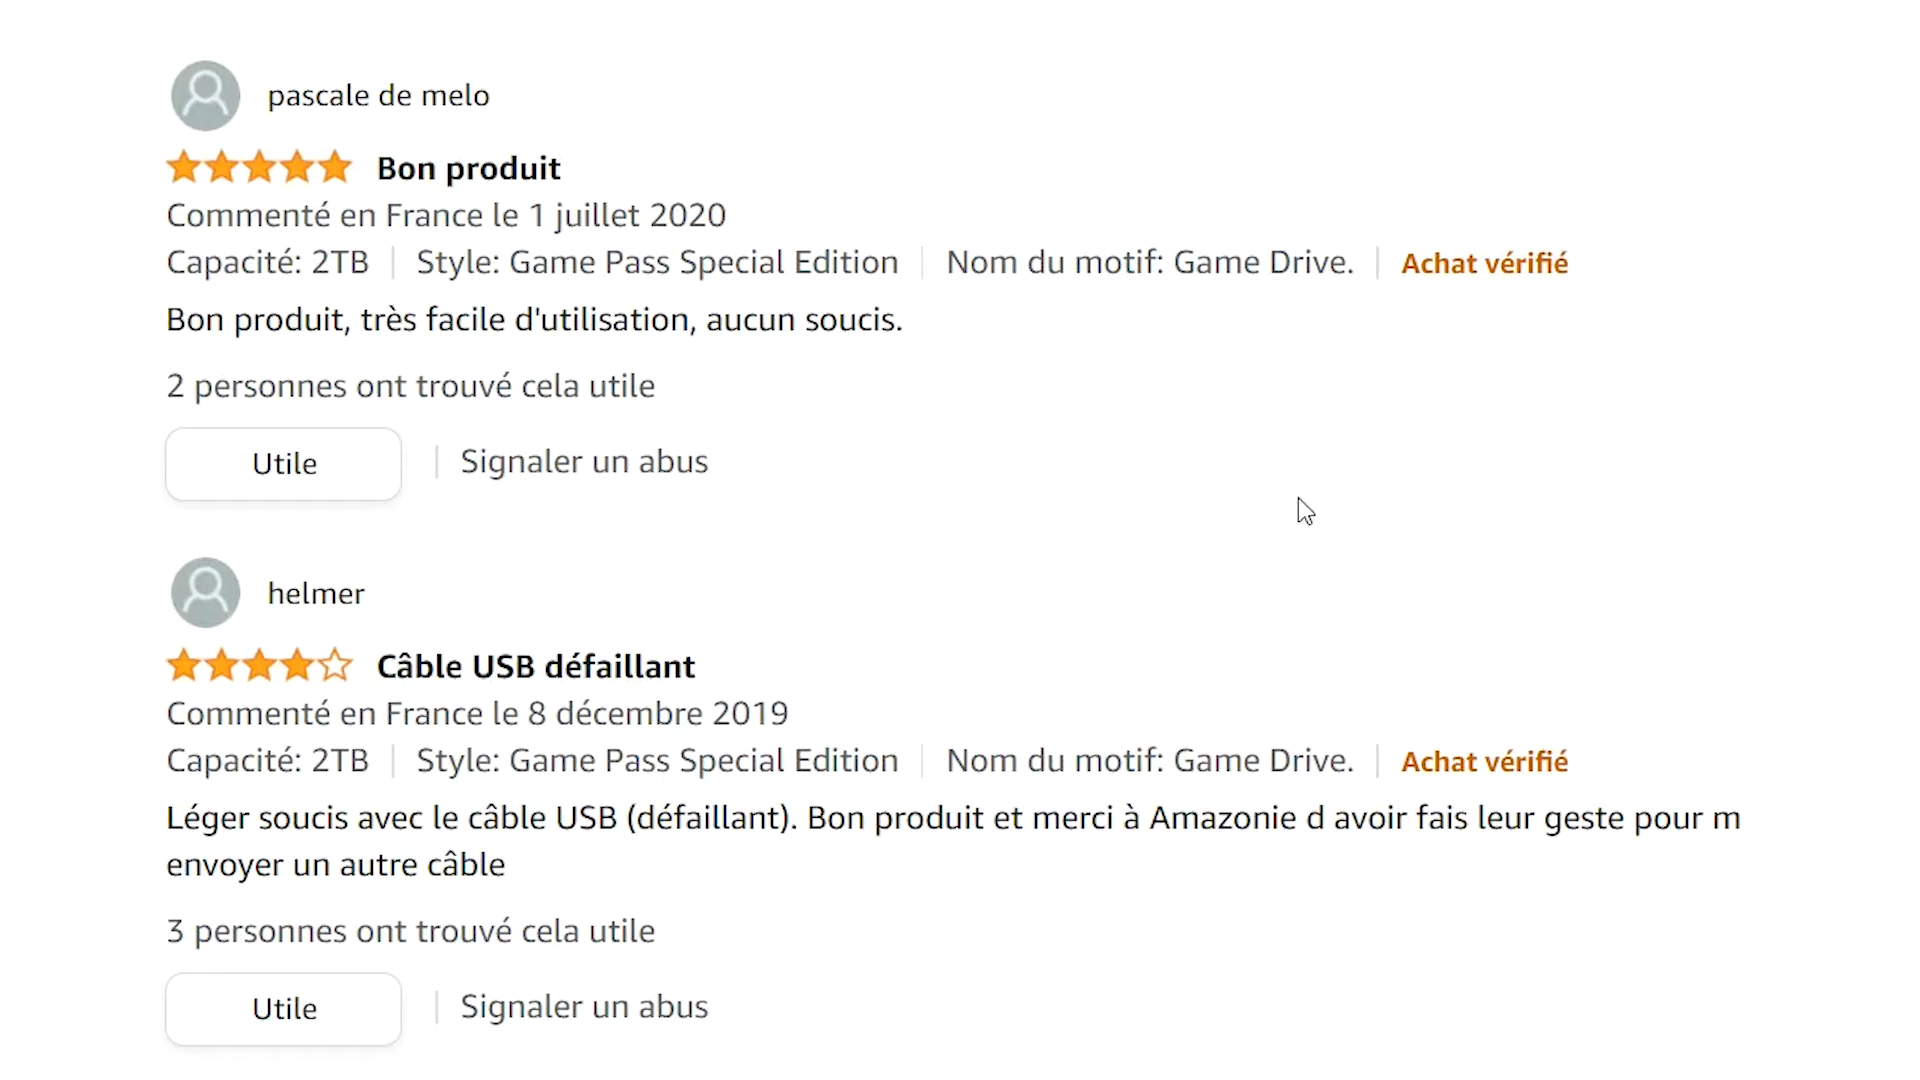 pascale de melo
Bon produit
Commenté en France le 1 juillet 2020
Capacité: 2TB | Style: Game Pass Special Edition | Nom du motif: Game Drive. | Achat vérifié
Bon produit, très facile d'utilisation, aucun soucis.
2 personnes ont trouvé cela utile
Utile | Signaler un abus
helmer
Câble USB défaillant
Commenté en France le 8 décembre 2019
Capacité: 2TB | Style: Game Pass Special Edition | Nom du motif: Game Drive. | Achat vérifié
Léger soucis avec le câble USB (défaillant). Bon produit et merci à Amazonie d avoir fais leur geste pour m
envoyer un autre câble
3 personnes ont trouvé cela utile
Utile | Signaler un abus